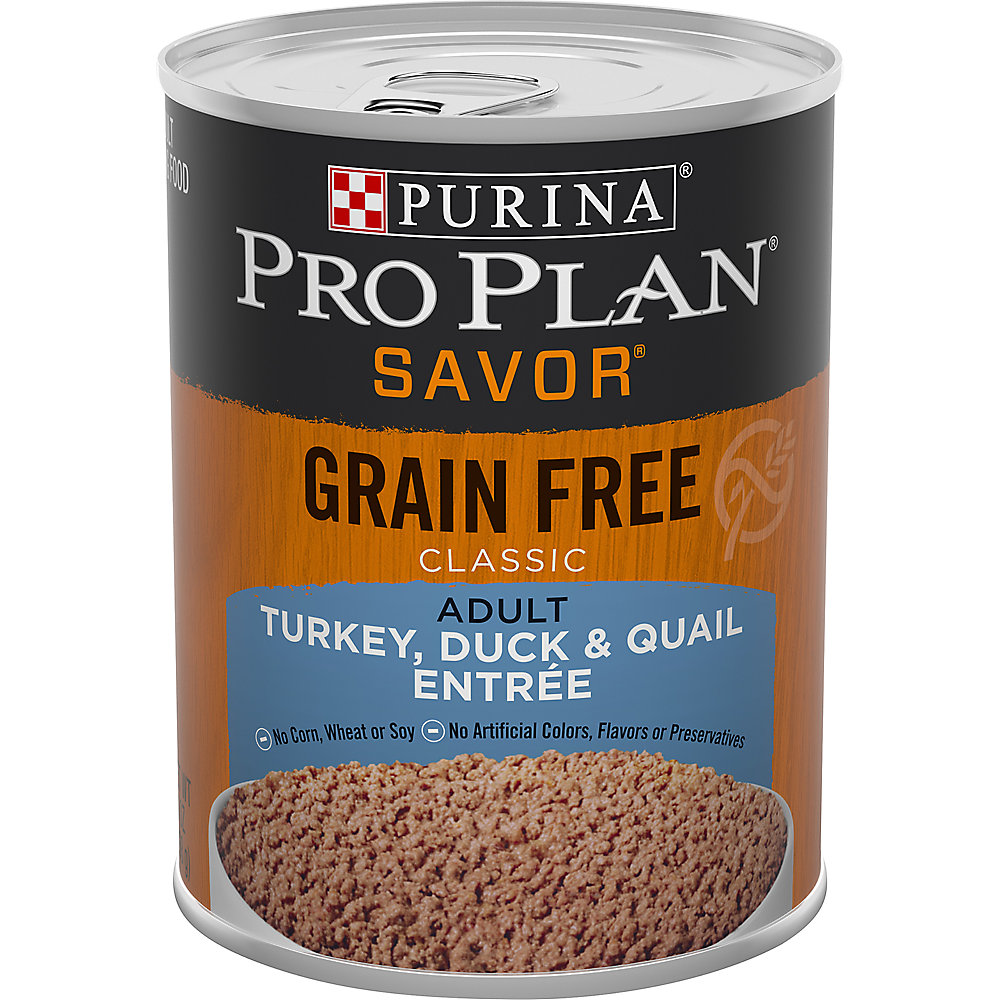 FOOD
PURINA®
PRO PLAN®
SAVOR®
GRAIN FREE
CLASSIC
ADULT
TURKEY, DUCK & QUAIL
ENTRÉE
No Corn, Wheat or Soy No Artificial Colors, Flavors or Preservatives